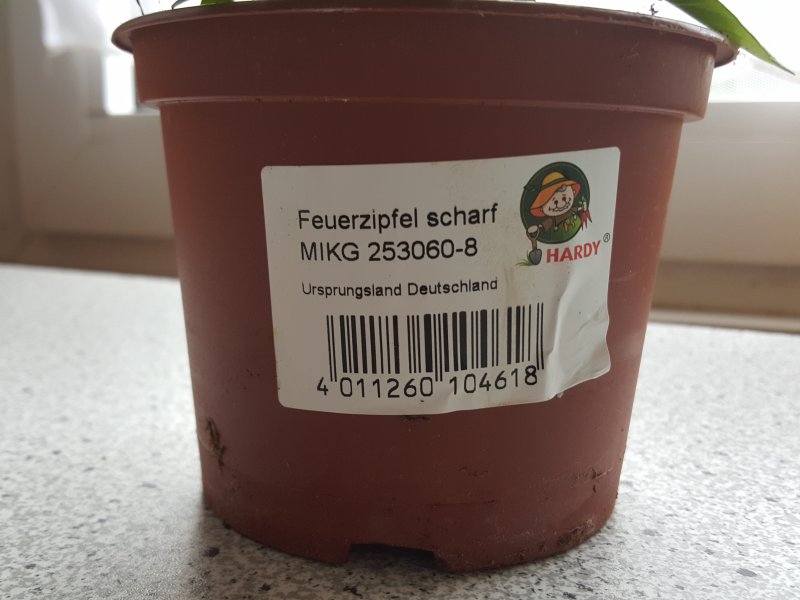 Feuerzipfel scharf
MIKG 253060-8
HARDY®
Ursprungsland Deutschland
4 011260 104618